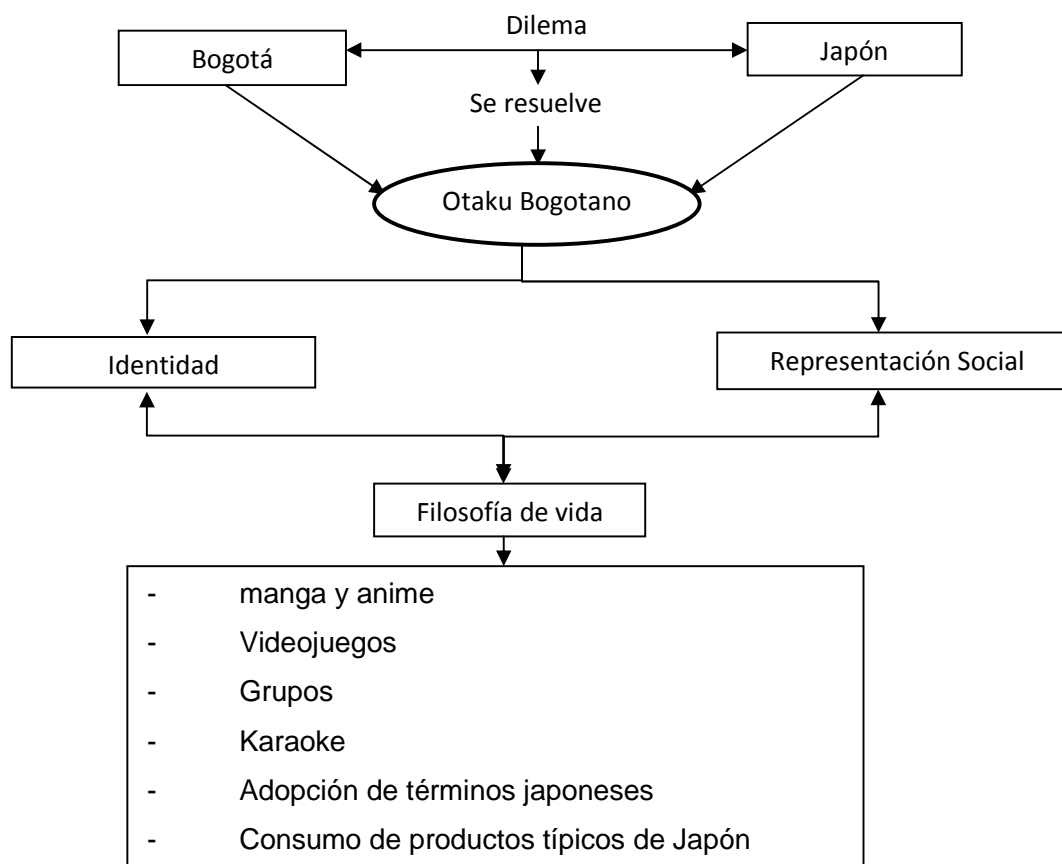 Dilema
Bogotá
Japón
Se resuelve
Otaku Bogotano
Identidad
Representación Social
Filosofía de vida
- manga y anime
- Videojuegos
- Grupos
- Karaoke
- Adopción de términos japoneses
- Consumo de productos típicos de Japón